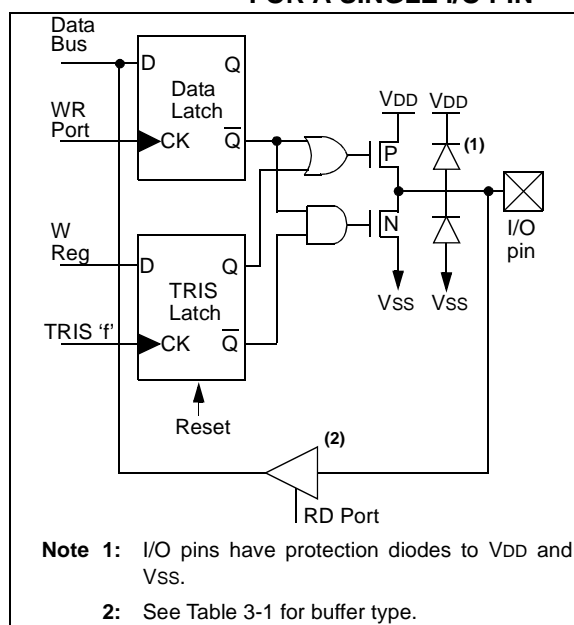 FOR A SINGLE I/O PIN
Data
Bus
D
Q
Data
Latch
WR
Port
CK
Q
VDD
VDD
P
(1)
I/O
pin
N
W
Reg
D
Q
TRIS
Latch
VSS
VSS
TRIS ‘f’
CK
Q
Reset
(2)
RD Port
Note 1: I/O pins have protection diodes to VDD and
VSS.
2: See Table 3-1 for buffer type.